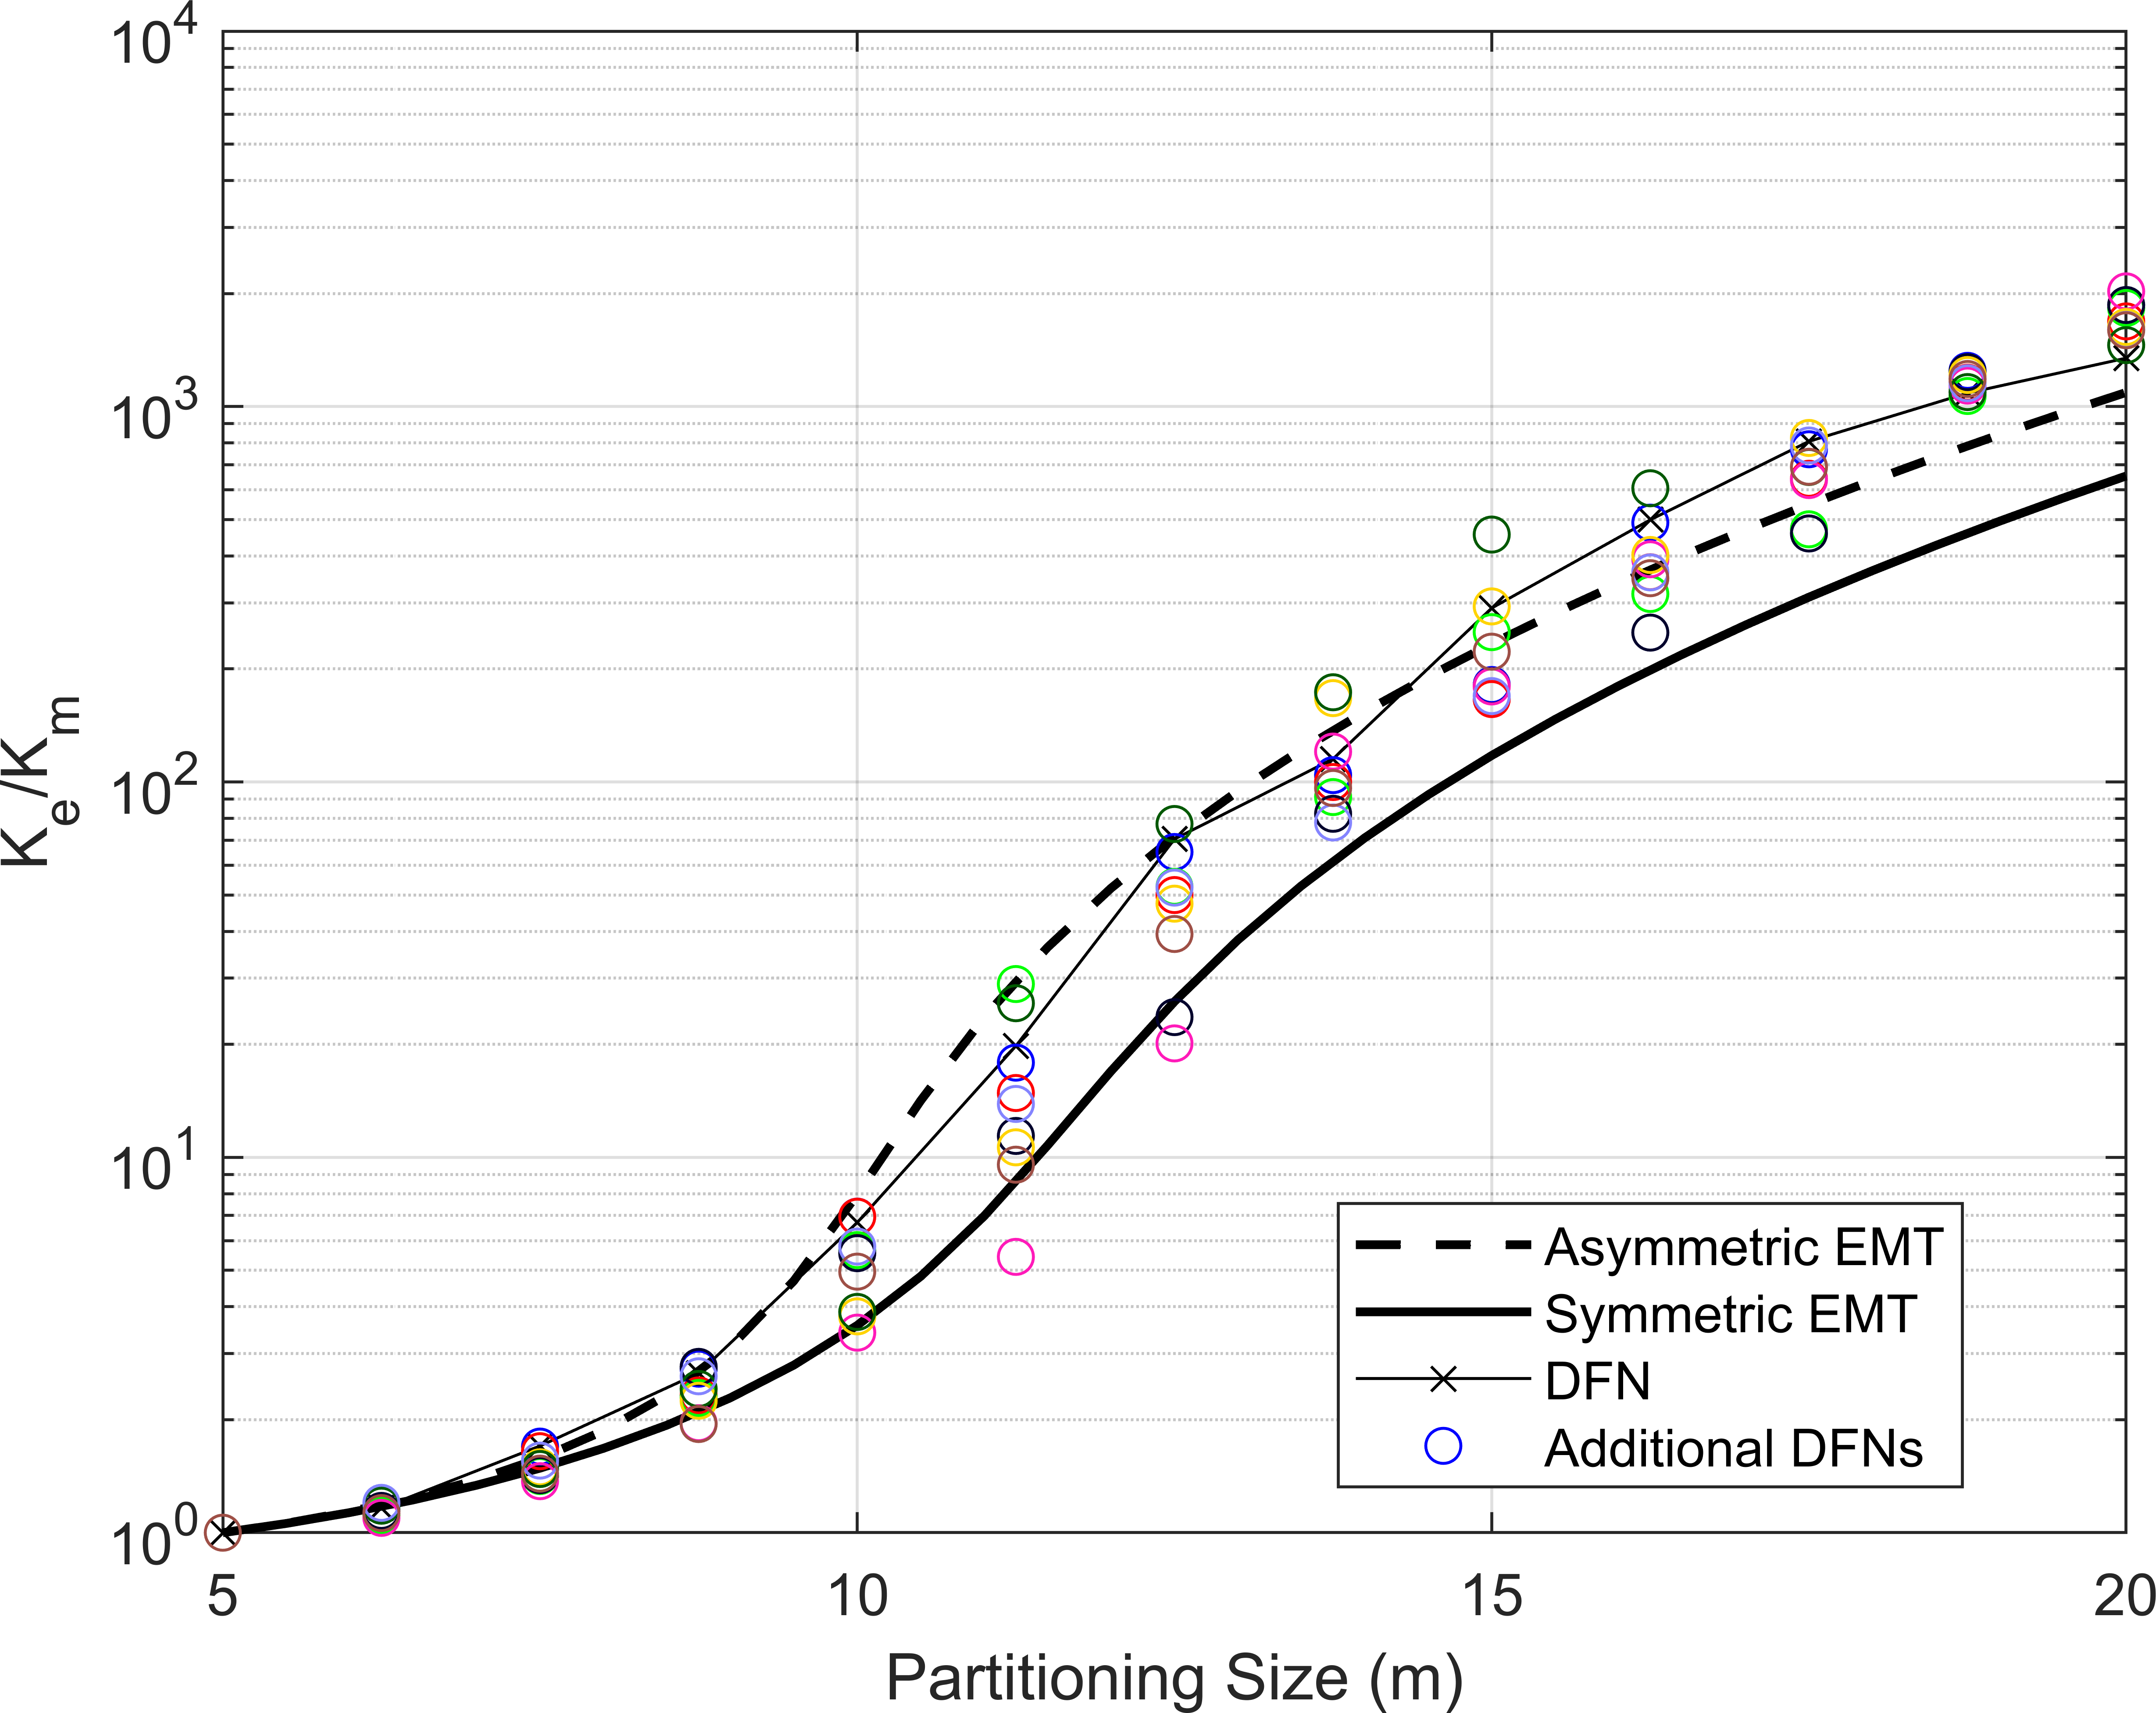 10^4
10^3
10^2
10^1
10^0
K_e/K_m
5
10
15
20
Partitioning Size (m)
Asymmetric EMT
Symmetric EMT
DFN
Additional DFNs